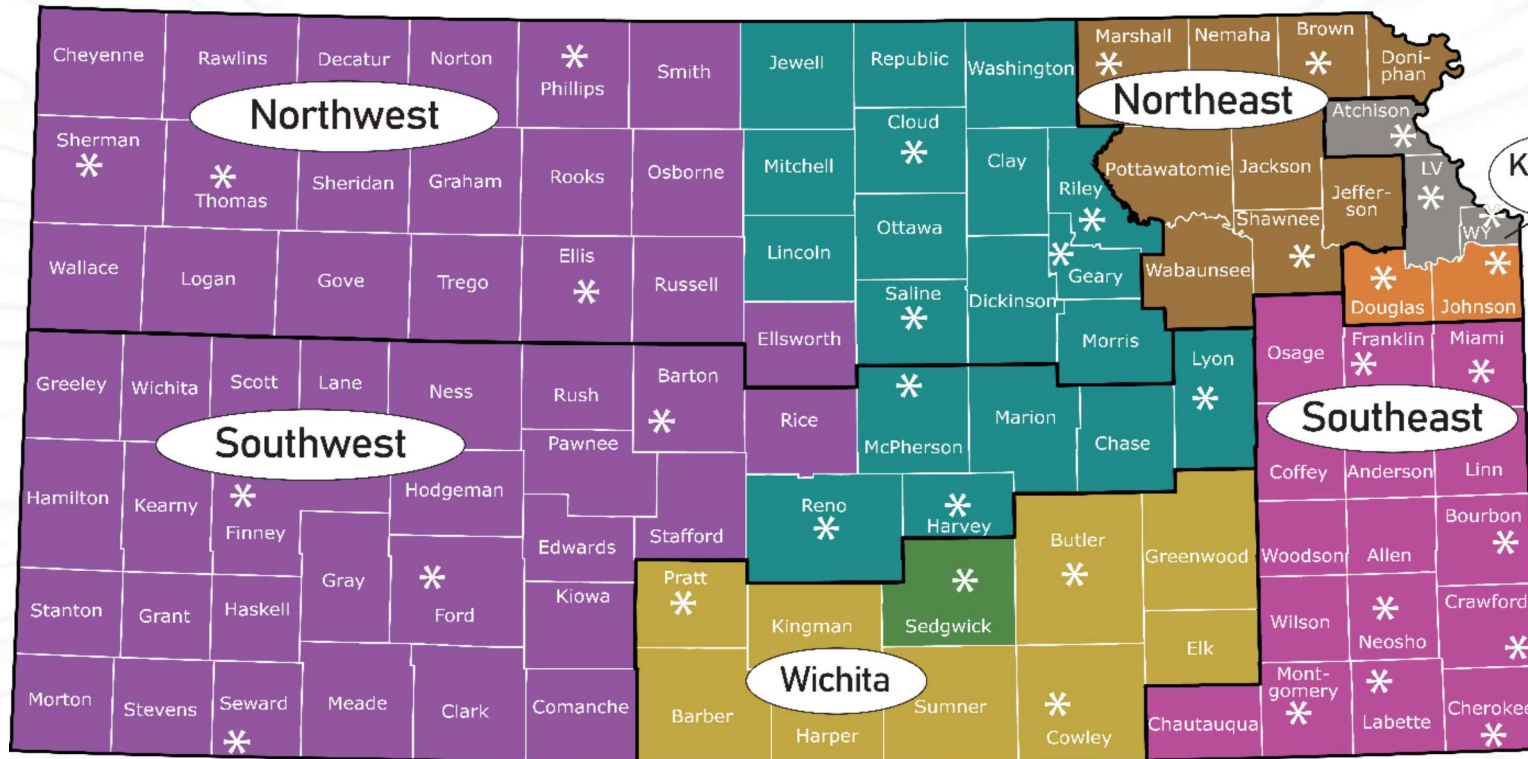 Cheyenne
Rawlins
Decatur
Norton
Phillips
Smith
Jewell
Republic
Washington
Marshall
Nemaha
Brown
Doni-
phan
Northwest
Northeast
Sherman
Thomas
Sheridan
Graham
Rooks
Osborne
Mitchell
Cloud
Clay
Riley
Pottawatomie
Jackson
Atchison
Jeffer-
son
LV
K
WY
Wallace
Logan
Gove
Trego
Ellis
Russell
Lincoln
Ottawa
Saline
Dickinson
Geary
Wabaunsee
Shawnee
Douglas
Johnson
Ellsworth
Morris
Lyon
Osage
Franklin
Miami
Greeley
Wichita
Scott
Lane
Ness
Rush
Barton
Rice
McPherson
Marion
Chase
Southwest
Southeast
Pawnee
Hamilton
Kearny
Finney
Hodgeman
Edwards
Stafford
Reno
Harvey
Butler
Greenwood
Coffey
Anderson
Linn
Woodson
Allen
Bourbon
Stanton
Grant
Haskell
Gray
Ford
Kiowa
Pratt
Kingman
Sedgwick
Elk
Wilson
Neosho
Crawford
Wichita
Morton
Stevens
Seward
Meade
Clark
Comanche
Barber
Harper
Sumner
Cowley
Chautauqua
Mont-
gomery
Labette
Cherokee